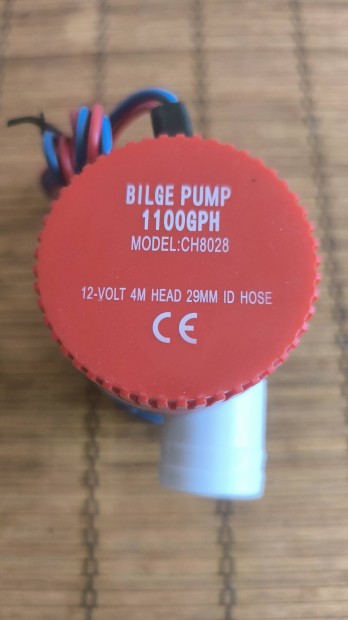 BILGE PUMP
1100GPH
MODEL:CH8028
12-VOLT 4M HEAD 29MM ID HOSE
CE